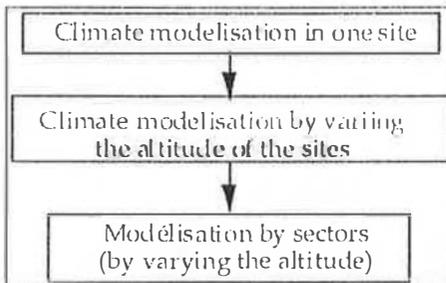 Climate modelisation in one site
Climate modelisation by variing
the altitude of the sites
Modélisation by sectors
(by varying the altitude)